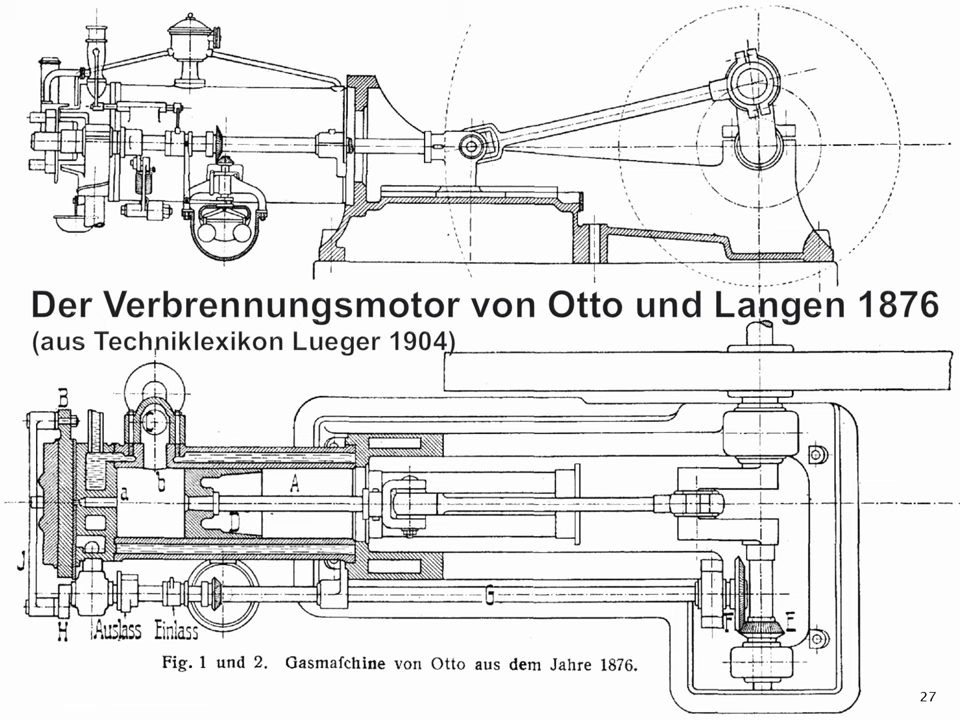 Der Verbrennungsmotor von Otto und Langen 1876
(aus Techniklexikon Lueger 1904)
B
a
b
A
J
G
H
Auslass
Einlass
F
E
Fig. 1 und 2. Gasmaſchine von Otto aus dem Jahre 1876.
27